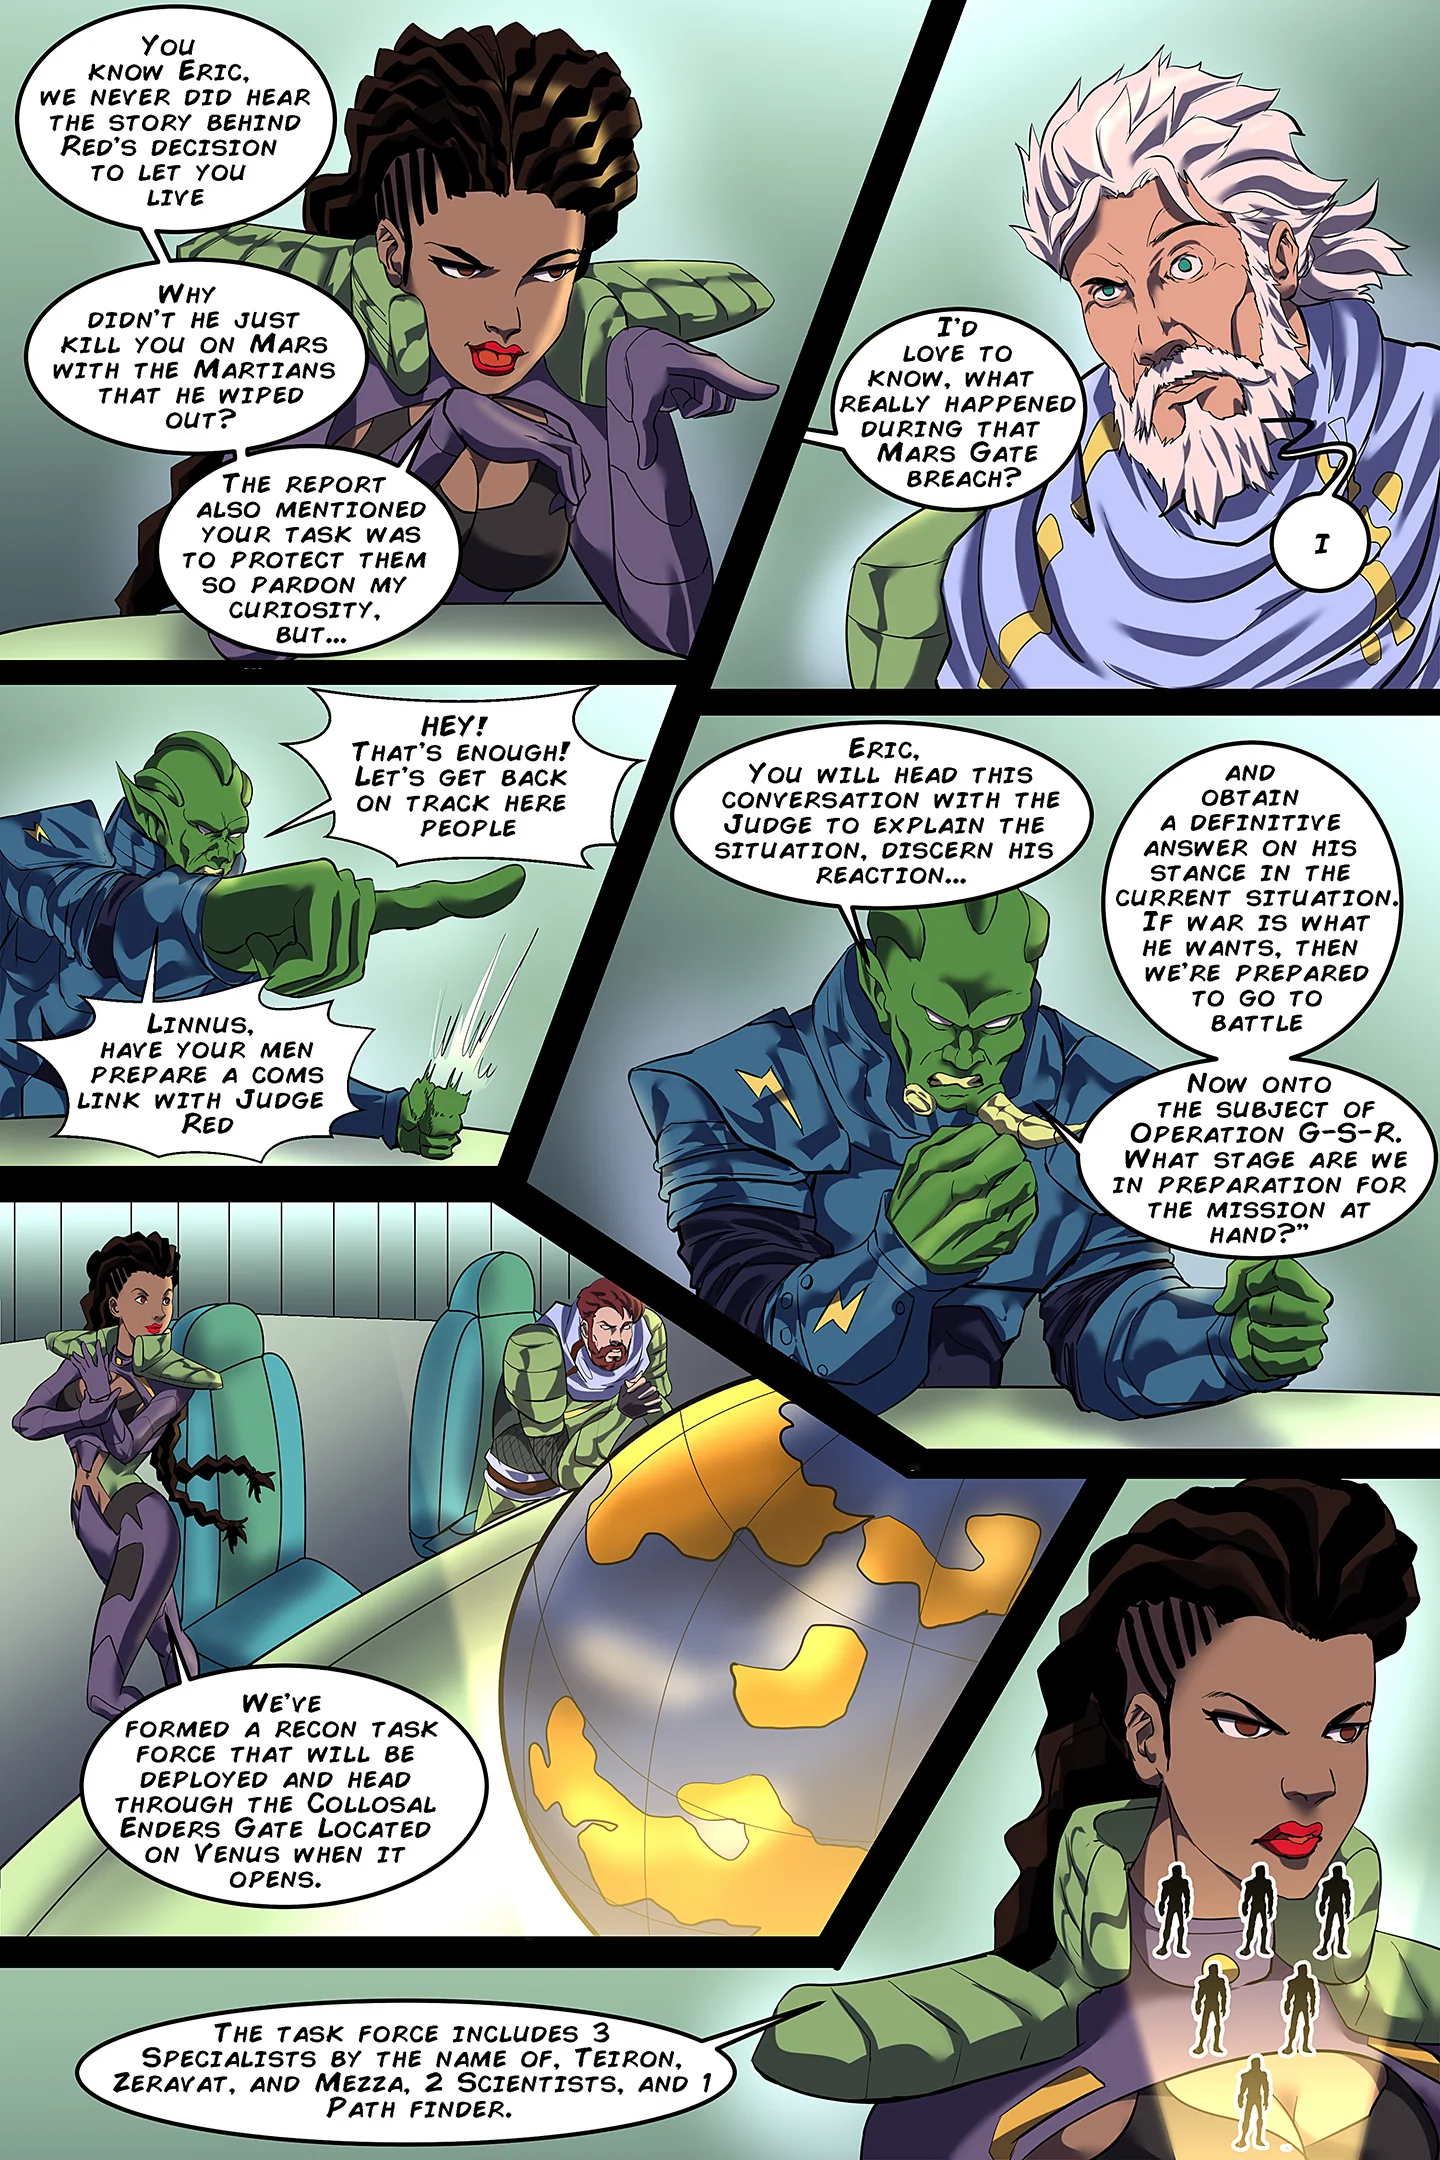 YOU
KNOW ERIC,
WE NEVER DID HEAR
THE STORY BEHIND
RED'S DECISION
TO LET YOU
LIVE
WHY
DIDN'T HE JUST
KILL YOU ON MARS
WITH THE MARTIANS
THAT HE WIPED
OUT?
THE REPORT
ALSO MENTIONED
YOUR TASK WAS
TO PROTECT THEM
SO PARDON MY
CURIOSITY,
BUT...
I'D
LOVE TO
KNOW, WHAT
REALLY HAPPENED
DURING THAT
MARS GATE
BREACH?
I
HEY!
THAT'S ENOUGH!
LET'S GET BACK
ON TRACK HERE
PEOPLE
LINNUS,
HAVE YOUR MEN
PREPARE A COMS
LINK WITH JUDGE
RED
ERIC,
YOU WILL HEAD THIS
CONVERSATION WITH THE
JUDGE TO EXPLAIN THE
SITUATION, DISCERN HIS
REACTION...
AND
OBTAIN
A DEFINITIVE
ANSWER ON HIS
STANCE IN THE
CURRENT SITUATION.
IF WAR IS WHAT
HE WANTS, THEN
WE'RE PREPARED
TO GO TO
BATTLE
NOW ONTO
THE SUBJECT OF
OPERATION G-S-R.
WHAT STAGE ARE WE
IN PREPARATION FOR
THE MISSION AT
HAND?"
WE'VE
FORMED A RECON TASK
FORCE THAT WILL BE
DEPLOYED AND HEAD
THROUGH THE COLLOSAL
ENDERS GATE LOCATED
ON VENUS WHEN IT
OPENS.
THE TASK FORCE INCLUDES 3
SPECIALISTS BY THE NAME OF, TEIRON,
ZERAVAT, AND MEZZA, 2 SCIENTISTS, AND 1
PATH FINDER.